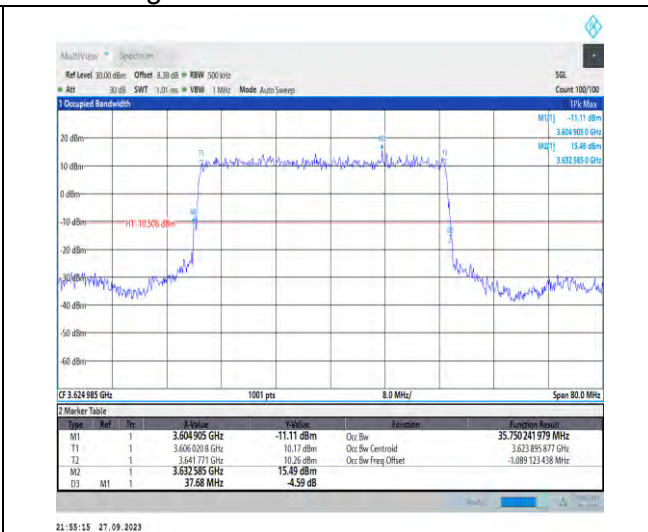 MultiView Spectrum
Ref Level 30.00 dBm Offset 8.39 dB RBW 500 kHz SGL
Att 30 dB SWT 1.01 ms VBW 1 MHz Mode Auto Sweep Count 100/100
1 Occupied Bandwidth 1Pk Max
M1[1] -11.11 dBm
3.604 905 0 GHz
20 dBm M2[1] 15.49 dBm
3.632 585 0 GHz
10 dBm
0 dBm
-10 dBm H1 -10.506 dBm
-20 dBm
-30 dBm
-40 dBm
-50 dBm
-60 dBm
CF 3.624 985 GHz 1001 pts 8.0 MHz/ Span 80.0 MHz
2 Marker Table
Type Ref Trc X-Value Y-Value Function Function Result
M1 1 3.604 905 GHz -11.11 dBm Occ Bw 35.750 241 979 MHz
T1 1 3.606 020 8 GHz 10.17 dBm Occ Bw Centroid 3.623 895 877 GHz
T2 1 3.641 771 GHz 10.26 dBm Occ Bw Freq Offset -1.089 123 438 MHz
M2 1 3.632 585 GHz 15.49 dBm
D3 M1 1 37.68 MHz -4.59 dB
21:55:15 27.09.2023